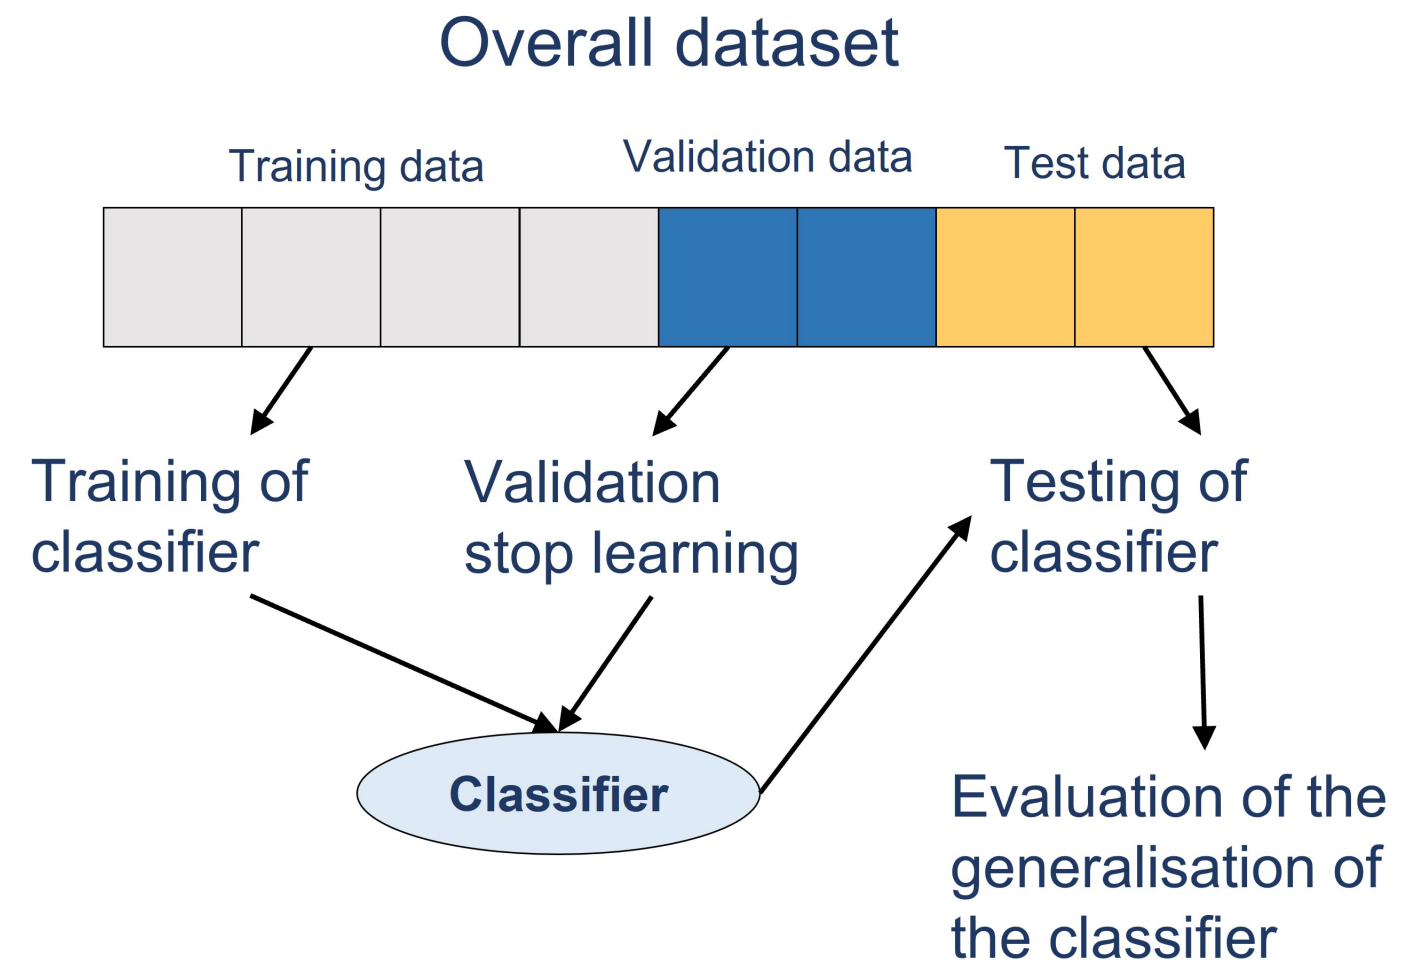 Overall dataset
Training data
Validation data
Test data
Training of
classifier
Validation
stop learning
Testing of
classifier
Classifier
Evaluation of the
generalisation of
the classifier